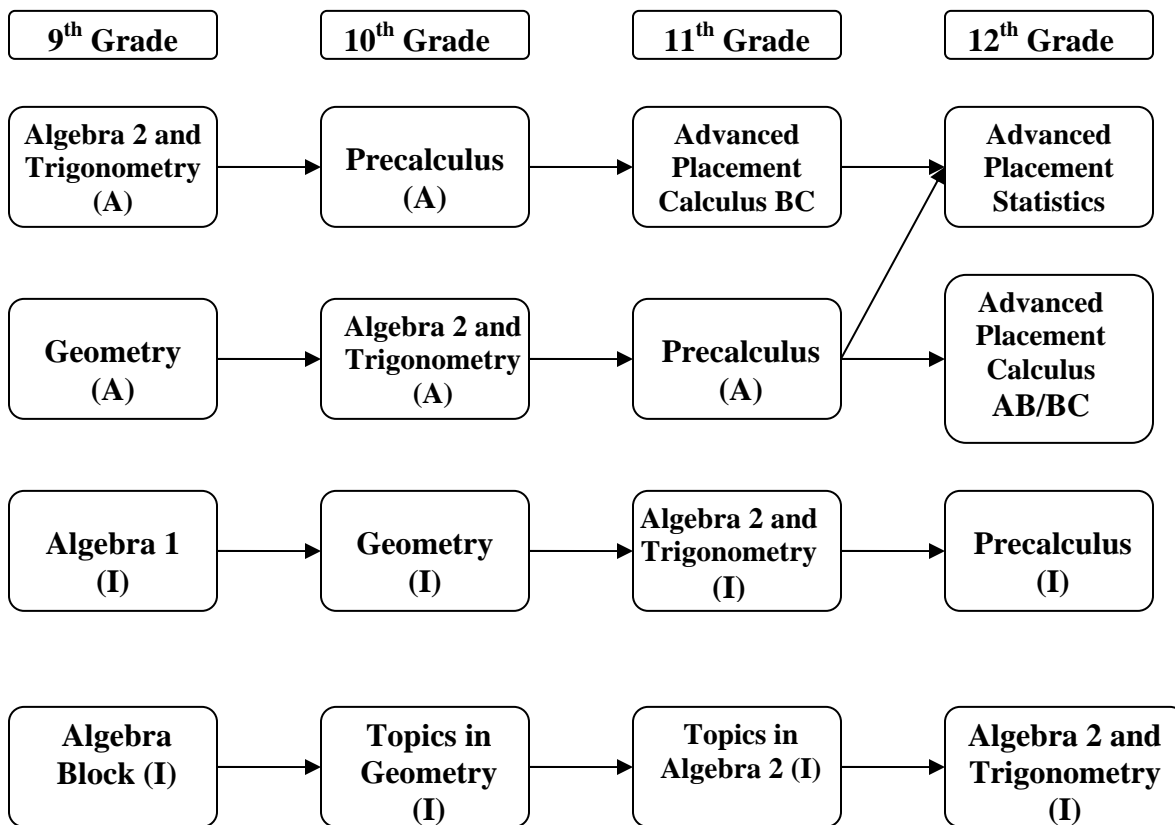 9th Grade
10th Grade
11th Grade
12th Grade
Algebra 2 and
Trigonometry
(A)
Precalculus
(A)
Advanced
Placement
Calculus BC
Advanced
Placement
Statistics
Geometry
(A)
Algebra 2 and
Trigonometry
(A)
Precalculus
(A)
Advanced
Placement
Calculus
AB/BC
Algebra 1
(I)
Geometry
(I)
Algebra 2 and
Trigonometry
(I)
Precalculus
(I)
Algebra
Block (I)
Topics in
Geometry
(I)
Topics in
Algebra 2 (I)
Algebra 2 and
Trigonometry
(I)